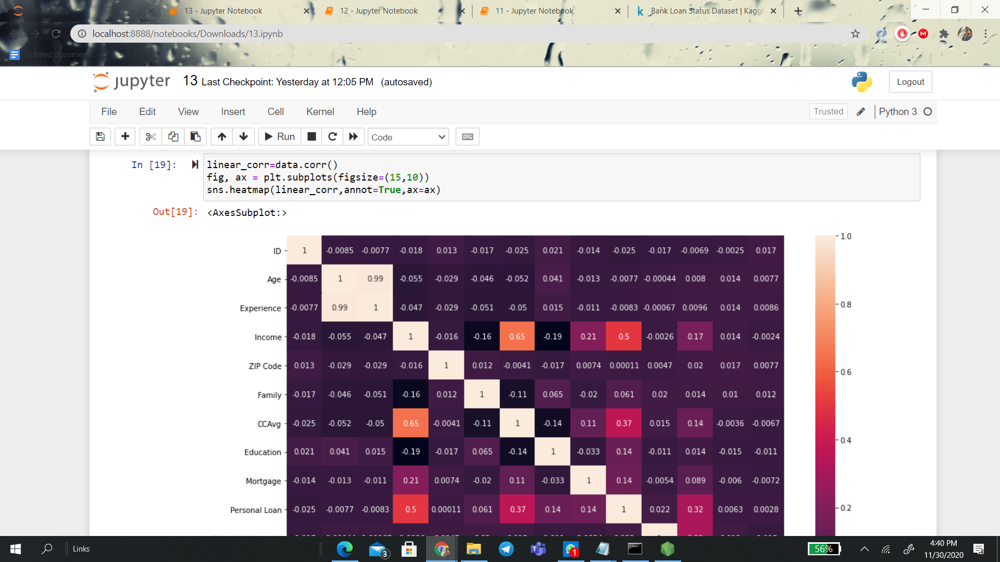 Downloads/
13 - Jupyter Notebook
12 - Jupyter Notebook
11 - Jupyter Notebook
Bank Loan Status Dataset | Kaggl
localhost:8888/notebooks/Downloads/13.ipynb
Untitled documen...
jupyter 13 Last Checkpoint: Yesterday at 12:05 PM (autosaved)
Logout
File Edit View Insert Cell Kernel Help
Trusted Python 3
Run Code
In [19]: linear_corr=data.corr()
fig, ax = plt.subplots(figsize=(15,10))
sns.heatmap(linear_corr,annot=True,ax=ax)
Out[19]: <AxesSubplot:>
ID 1 -0.0085 -0.0077 -0.018 0.013 -0.017 -0.025 0.021 -0.014 -0.025 -0.017 -0.0069 -0.0025 0.017
1.0
Age -0.0085 1 0.99 -0.055 -0.029 -0.046 -0.052 0.041 -0.013 -0.0077 -0.00044 0.008 0.014 0.0077
Experience -0.0077 0.99 1 -0.047 -0.029 -0.051 -0.05 0.015 -0.011 -0.0083 -0.00067 0.0096 0.014 0.0086
0.8
Income -0.018 -0.055 -0.047 1 -0.016 -0.16 0.65 -0.19 0.21 0.5 -0.0026 0.17 0.014 -0.0024
ZIP Code 0.013 -0.029 -0.029 -0.016 1 0.012 -0.0041 -0.017 0.0074 0.00011 0.0047 0.02 0.017 0.0077
0.6
Family -0.017 -0.046 -0.051 -0.16 0.012 1 -0.11 0.065 -0.02 0.061 0.02 0.014 0.01 0.012
CCAvg -0.025 -0.052 -0.05 0.65 -0.0041 -0.11 1 -0.14 0.11 0.37 0.015 0.14 -0.0036 -0.0067
0.4
Education 0.021 0.041 0.015 -0.19 -0.017 0.065 -0.14 1 -0.033 0.14 -0.011 0.014 -0.015 -0.011
Mortgage -0.014 -0.013 -0.011 0.21 0.0074 -0.02 0.11 -0.033 1 0.14 -0.0054 0.089 -0.006 -0.0072
Personal Loan -0.025 -0.0077 -0.0083 0.5 0.00011 0.061 0.37 0.14 0.14 1 0.022 0.32 0.0063 0.0028
0.2
Links
3
1
56%
4:40 PM
11/30/2020